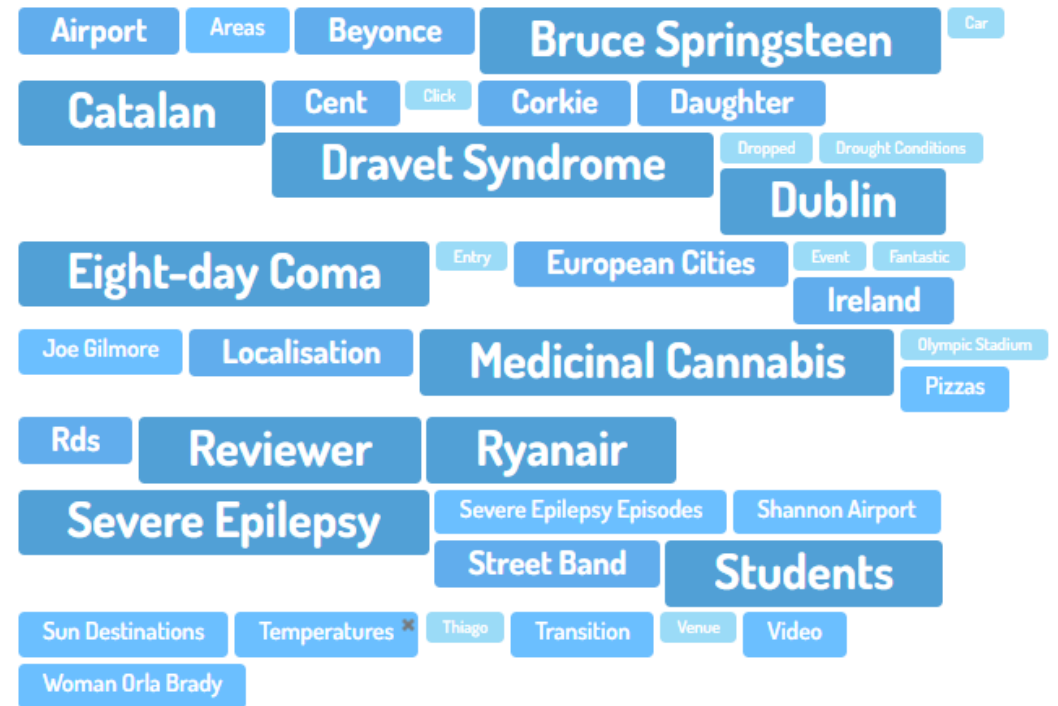 Airport Areas Beyonce Bruce Springsteen Car
Catalan Cent Click Corkie Daughter
Dravet Syndrome Dropped Drought Conditions
Dublin
Eight-day Coma Entry European Cities Event Fantastic
Ireland
Joe Gilmore Localisation Medicinal Cannabis Olympic Stadium
Pizzas
Rds Reviewer Ryanair
Severe Epilepsy Severe Epilepsy Episodes Shannon Airport
Street Band Students
Sun Destinations Temperatures Thiago Transition Venue Video
Woman Orla Brady